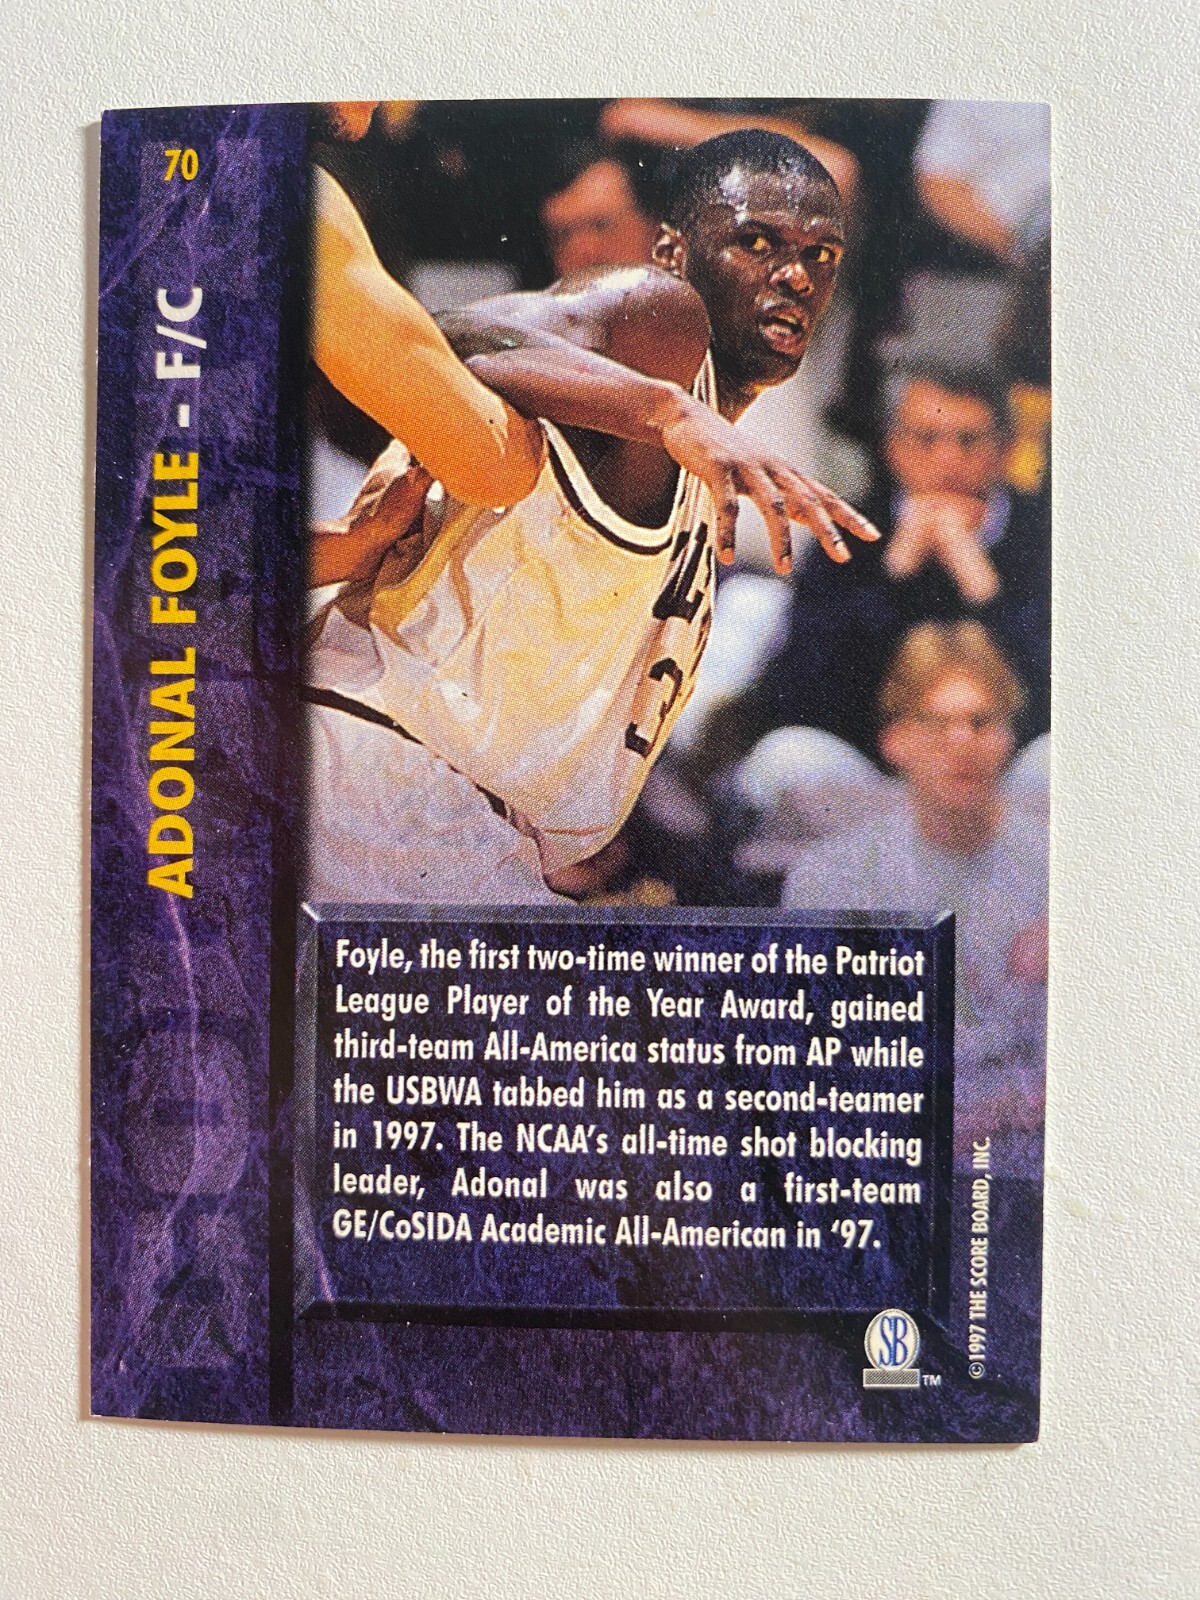 70
ADONAL FOYLE - F/C
Foyle, the first two-time winner of the Patriot
League Player of the Year Award, gained
third-team All-America status from AP while
the USBWA tabbed him as a second-teamer
in 1997. The NCAA's all-time shot blocking
leader, Adonal was also a first-team
GE/CoSIDA Academic All-American in '97.
SB
TM
©1997 THE SCORE BOARD, INC.